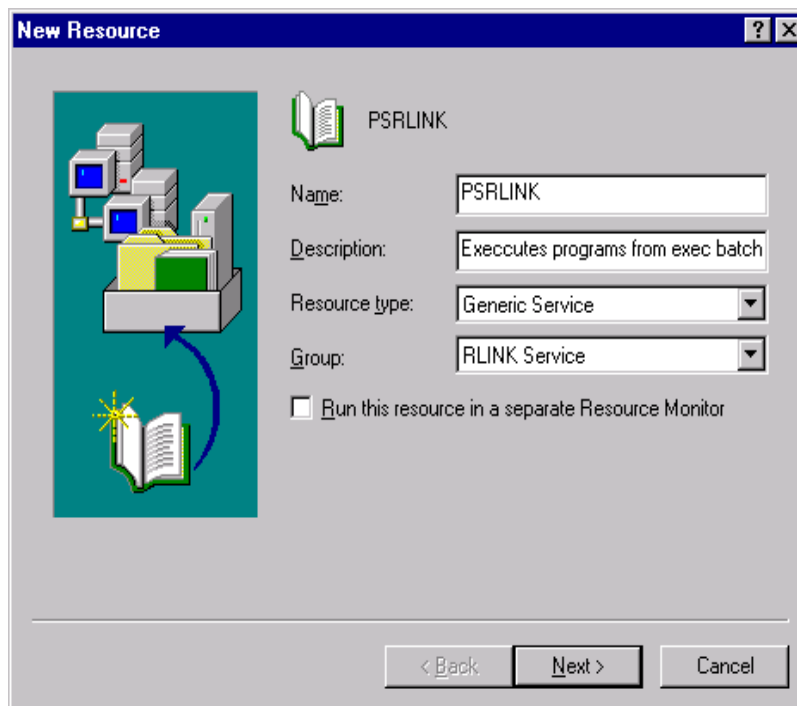 New Resource
PSRLINK
Name: PSRLINK
Description: Execcutes programs from exec batch
Resource type: Generic Service
Group: RLINK Service
Run this resource in a separate Resource Monitor
< Back Next > Cancel